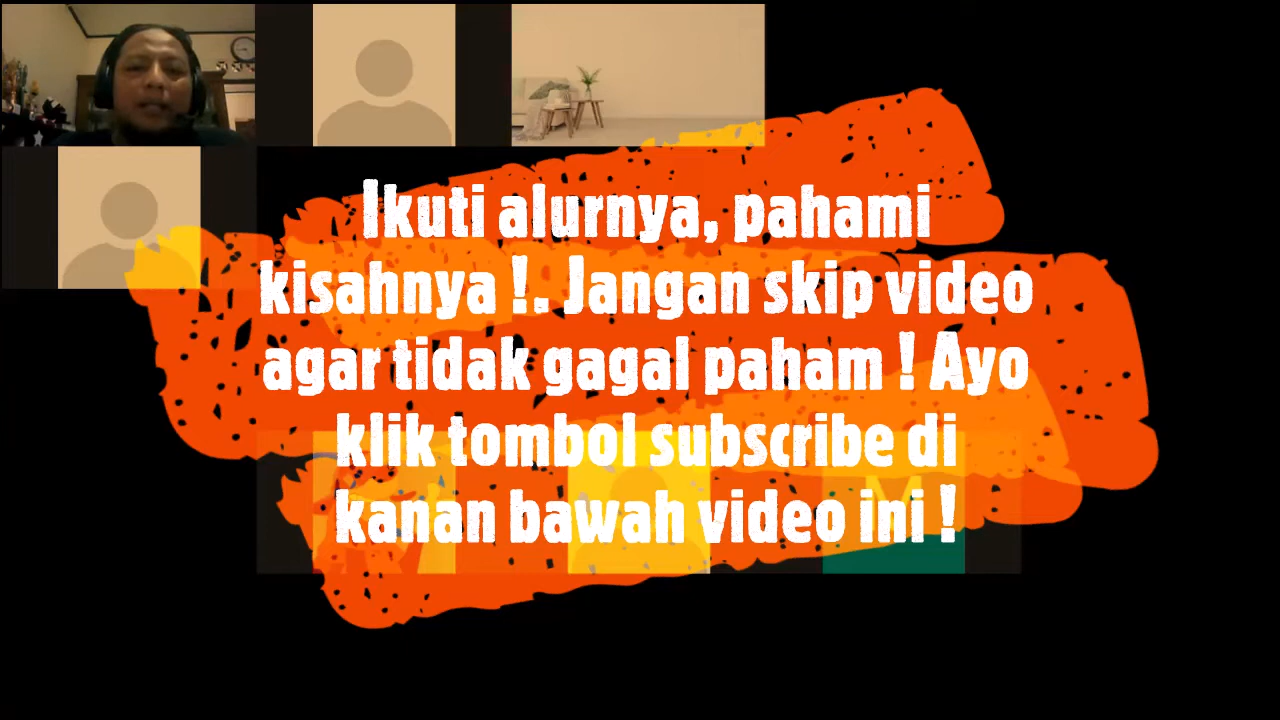 Ikuti alurnya, pahami
kisahnya !. Jangan skip video
agar tidak gagal paham ! Ayo
klik tombol subscribe di
kanan bawah video ini !
M